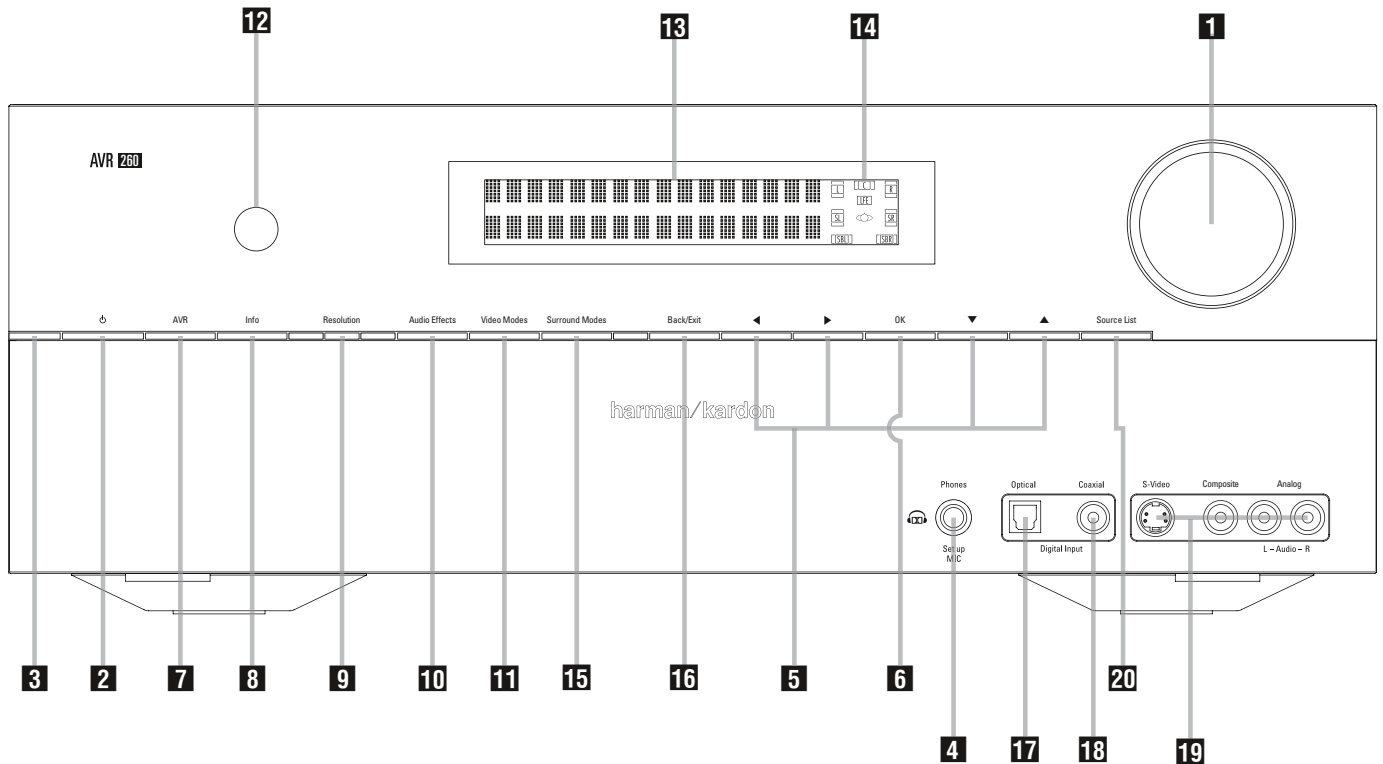 12 13 14 1
AVR 260
L C R
LFE
SL SR
SBL SBR
AVR Info Resolution Audio Effects Video Modes Surround Modes Back/Exit OK Source List
harman/kardon
Phones Optical Coaxial S-Video Composite Analog
Setup Digital Input L – Audio – R
MIC
3 2 7 8 9 10 11 15 16 5 6 20
4 17 18 19